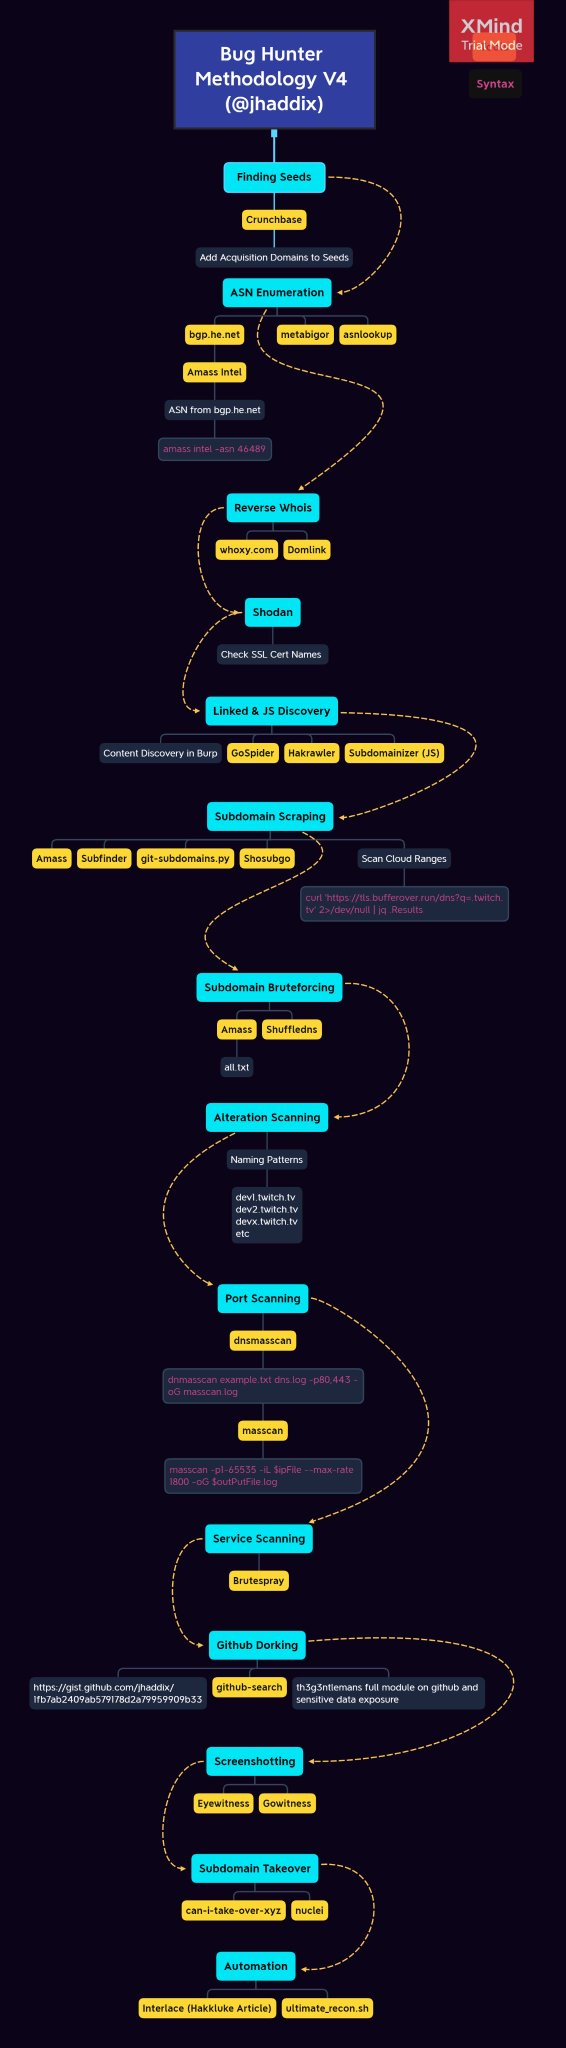 XMind
Trial Mode
Syntax
Bug Hunter
Methodology V4
(@jhaddix)
Finding Seeds
Crunchbase
Add Acquisition Domains to Seeds
ASN Enumeration
bgp.he.net
metabigor
asnlookup
Amass Intel
ASN from bgp.he.net
amass intel -asn 46489
Reverse Whois
whoxy.com
Domlink
Shodan
Check SSL Cert Names
Linked & JS Discovery
Content Discovery in Burp
GoSpider
Hakrawler
Subdomainizer (JS)
Subdomain Scraping
Amass
Subfinder
git-subdomains.py
Shosubgo
Scan Cloud Ranges
curl 'https://tls.bufferover.run/dns?q=.twitch.
tv' 2>/dev/null | jq .Results
Subdomain Bruteforcing
Amass
Shuffledns
all.txt
Alteration Scanning
Naming Patterns
dev1.twitch.tv
dev2.twitch.tv
devx.twitch.tv
etc
Port Scanning
dnsmasscan
dnmasscan example.txt dns.log -p80,443 -
oG masscan.log
masscan
masscan -p1-65535 -iL $ipFile --max-rate
1800 -oG $outPutFile.log
Service Scanning
Brutespray
Github Dorking
https://gist.github.com/jhaddix/
1fb7ab2409ab579178d2a79959909b33
github-search
th3g3ntlemans full module on github and
sensitive data exposure
Screenshotting
Eyewitness
Gowitness
Subdomain Takeover
can-i-take-over-xyz
nuclei
Automation
Interlace (Hakkluke Article)
ultimate_recon.sh